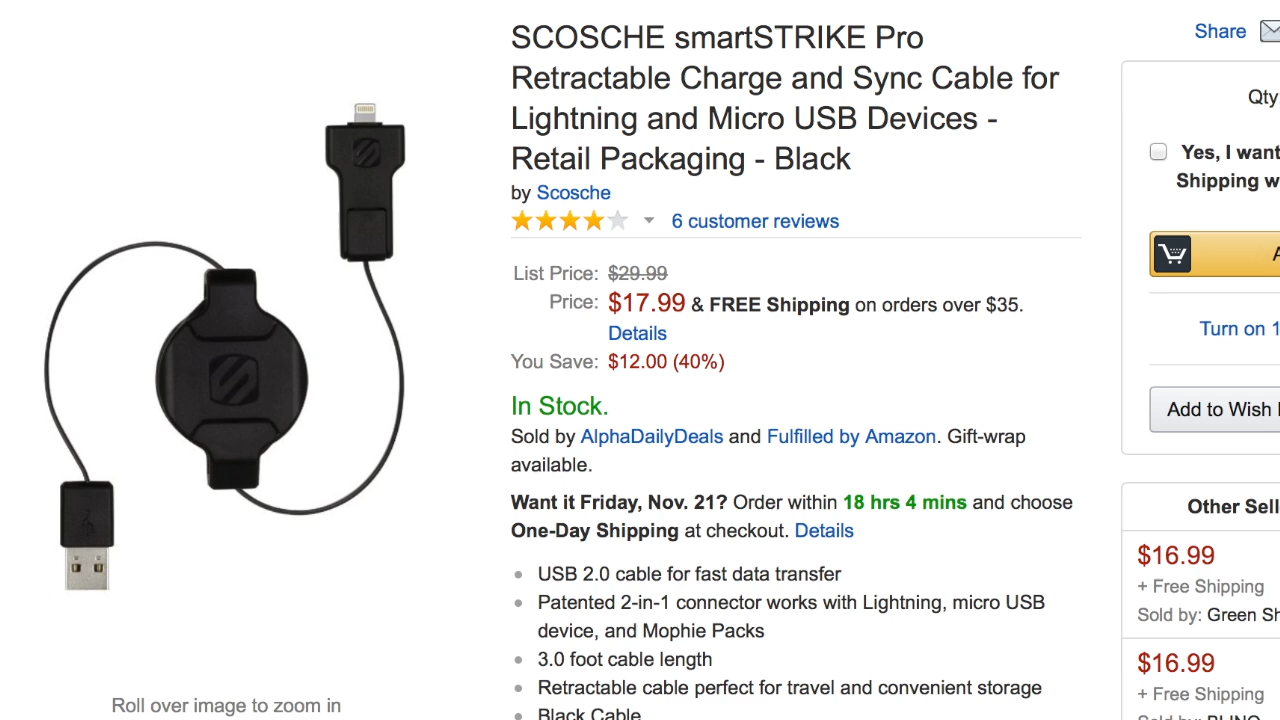 SCOSCHE smartSTRIKE Pro
Retractable Charge and Sync Cable for
Lightning and Micro USB Devices -
Retail Packaging - Black
by Scosche
6 customer reviews
List Price: $29.99
Price: $17.99 & FREE Shipping on orders over $35.
Details
You Save: $12.00 (40%)
In Stock.
Sold by AlphaDailyDeals and Fulfilled by Amazon. Gift-wrap
available.
Want it Friday, Nov. 21? Order within 18 hrs 4 mins and choose
One-Day Shipping at checkout. Details
USB 2.0 cable for fast data transfer
Patented 2-in-1 connector works with Lightning, micro USB
device, and Mophie Packs
3.0 foot cable length
Retractable cable perfect for travel and convenient storage
Black Cable
Roll over image to zoom in
Share
Qty
Yes, I want
Shipping w
Turn on 1
Add to Wish
Other Sell
$16.99
+ Free Shipping
Sold by: Green Sh
$16.99
+ Free Shipping
Sold by: BLING